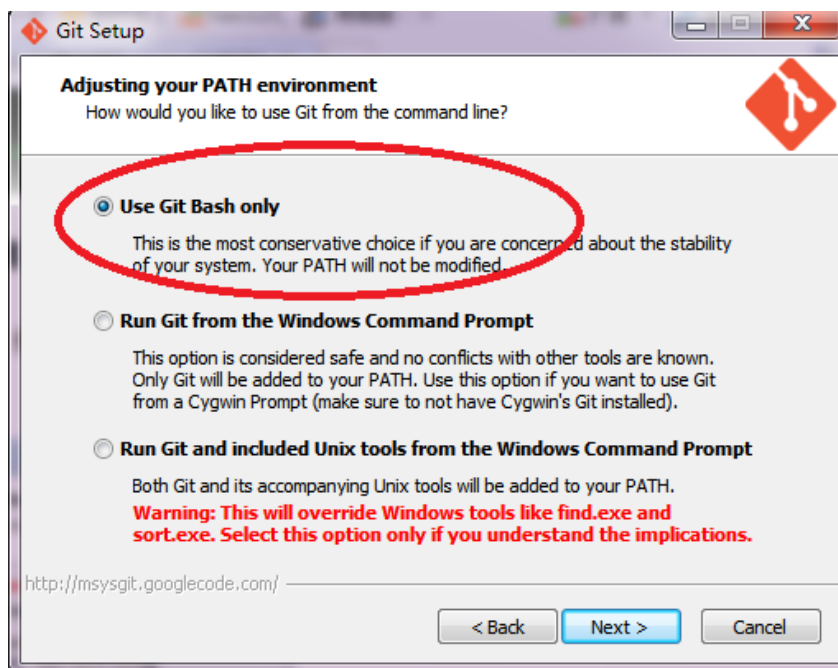 Git Setup
Adjusting your PATH environment
How would you like to use Git from the command line?
Use Git Bash only
This is the most conservative choice if you are concerned about the stability
of your system. Your PATH will not be modified.
Run Git from the Windows Command Prompt
This option is considered safe and no conflicts with other tools are known.
Only Git will be added to your PATH. Use this option if you want to use Git
from a Cygwin Prompt (make sure to not have Cygwin's Git installed).
Run Git and included Unix tools from the Windows Command Prompt
Both Git and its accompanying Unix tools will be added to your PATH.
Warning: This will override Windows tools like find.exe and
sort.exe. Select this option only if you understand the implications.
http://msysgit.googlecode.com/
< Back Next > Cancel